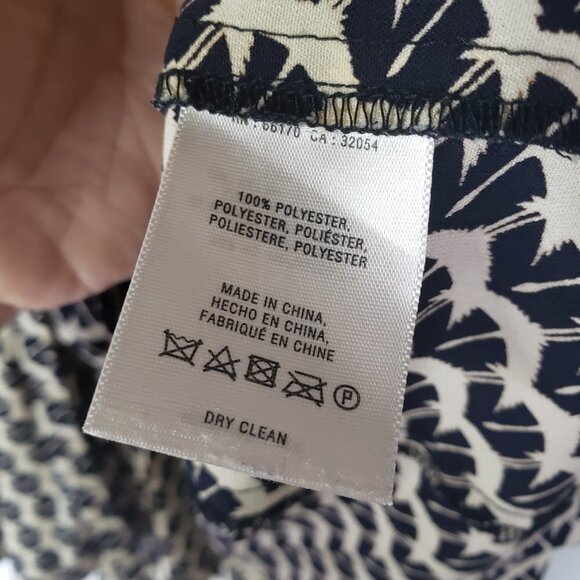 66170 CA : 32054
100% POLYESTER,
POLYESTER, POLIÉSTER,
POLIESTERE, POLYESTER
MADE IN CHINA,
HECHO EN CHINA,
FABRIQUÉ EN CHINE
P
DRY CLEAN